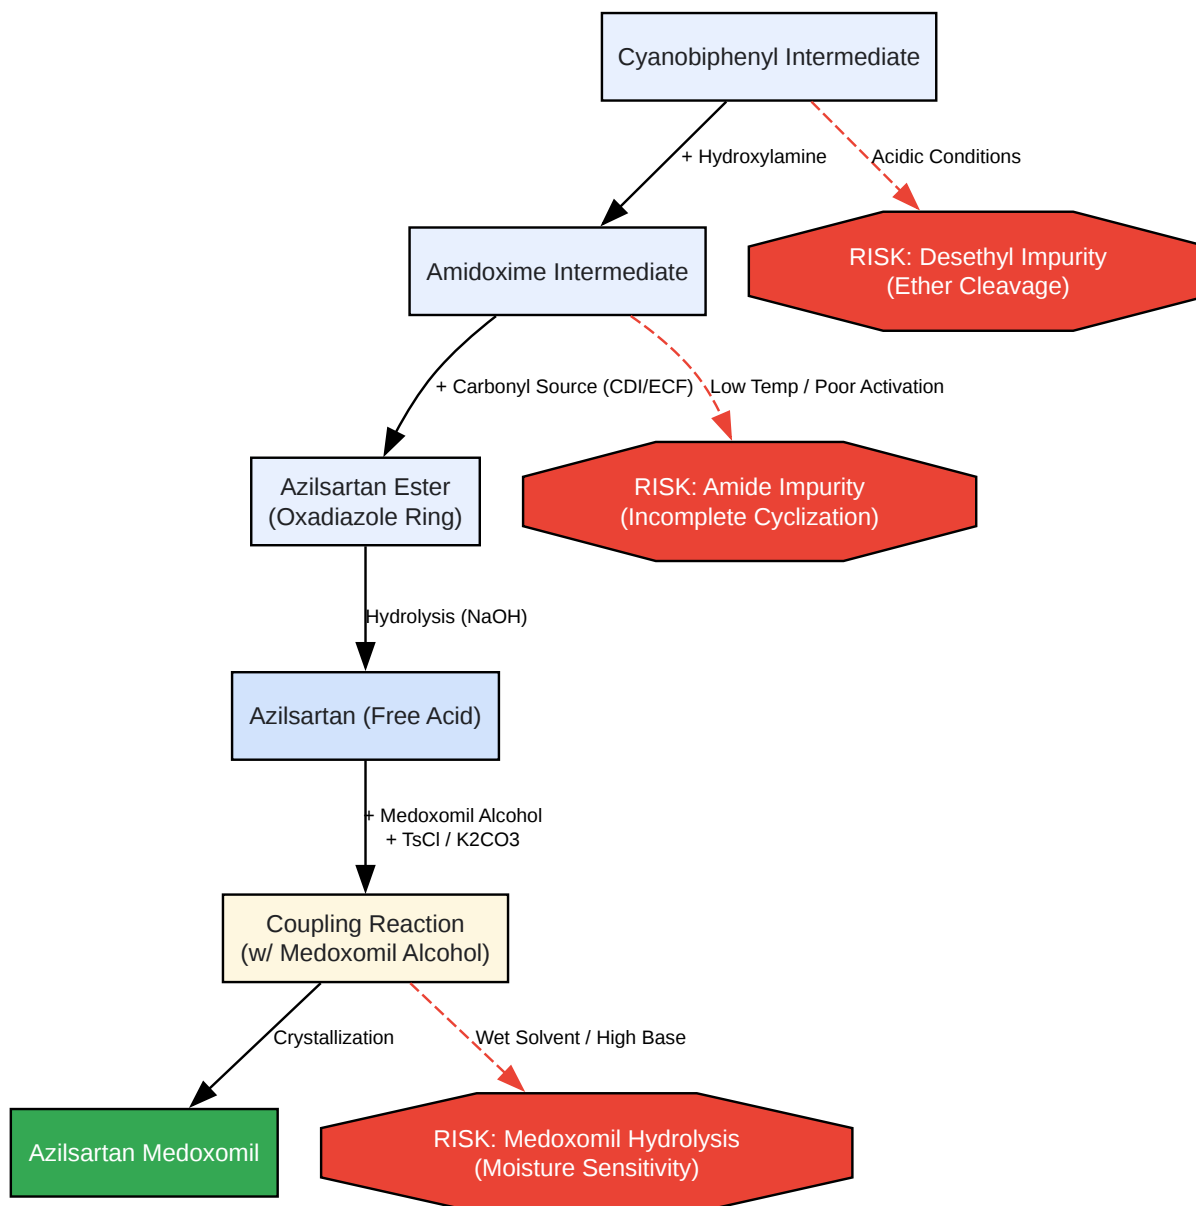 Cyanobiphenyl Intermediate
+ Hydroxylamine
Acidic Conditions
Amidoxime Intermediate
RISK: Desethyl Impurity
(Ether Cleavage)
+ Carbonyl Source (CDI/ECF)
Low Temp / Poor Activation
Azilsartan Ester
(Oxadiazole Ring)
RISK: Amide Impurity
(Incomplete Cyclization)
Hydrolysis (NaOH)
Azilsartan (Free Acid)
+ Medoxomil Alcohol
+ TsCl / K2CO3
Coupling Reaction
(w/ Medoxomil Alcohol)
Crystallization
Wet Solvent / High Base
Azilsartan Medoxomil
RISK: Medoxomil Hydrolysis
(Moisture Sensitivity)